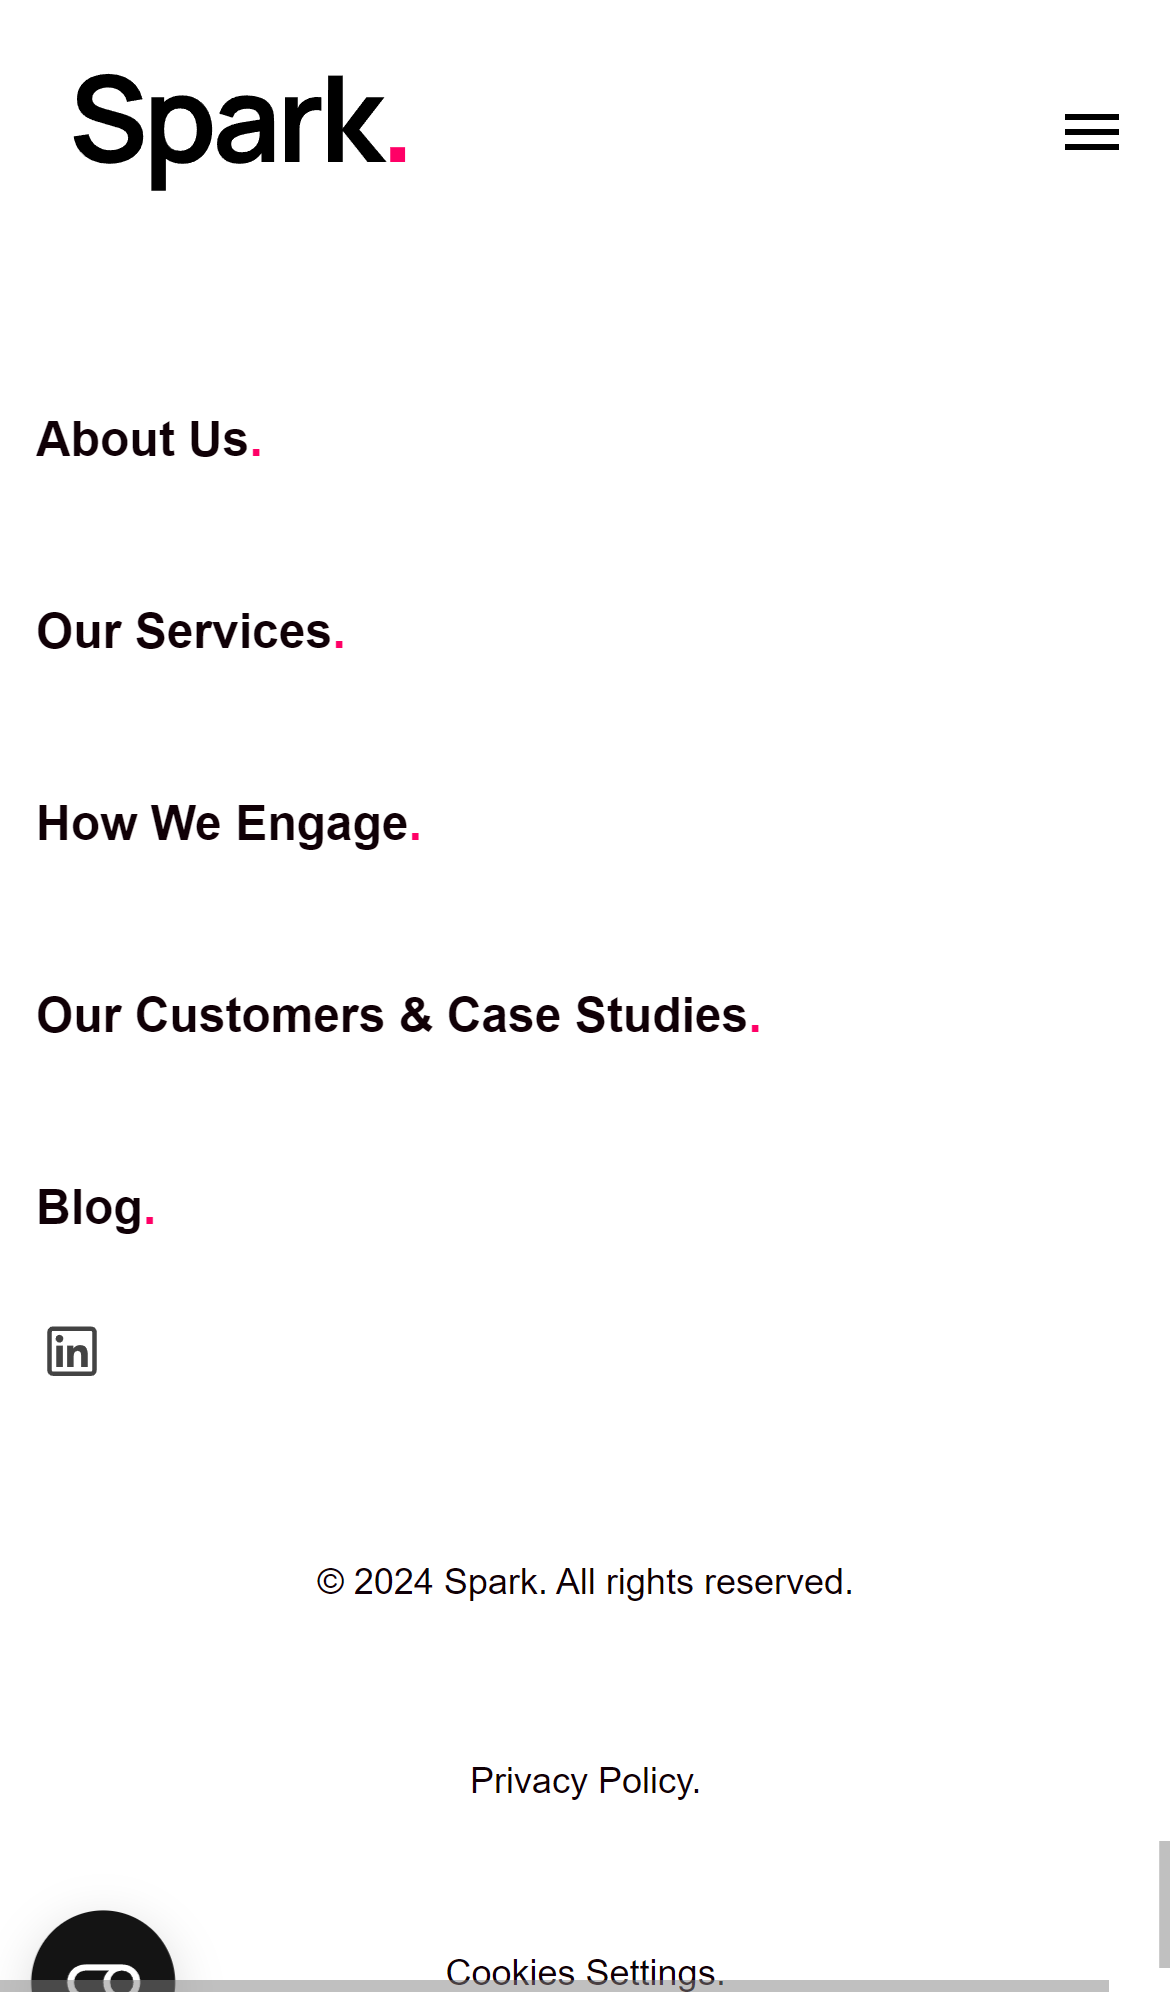 Spark.
About Us.
Our Services.
How We Engage.
Our Customers & Case Studies.
Blog.
in
© 2024 Spark. All rights reserved.
Privacy Policy.
Cookies Settings.